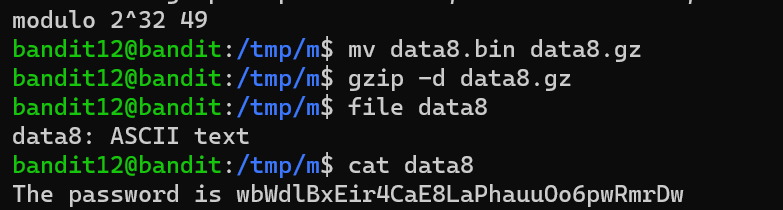 modulo 2^32 49
bandit12@bandit:/tmp/m$ mv data8.bin data8.gz
bandit12@bandit:/tmp/m$ gzip -d data8.gz
bandit12@bandit:/tmp/m$ file data8
data8: ASCII text
bandit12@bandit:/tmp/m$ cat data8
The password is wbWdlBxEir4CaE8LaPhauuOo6pwRmrDw